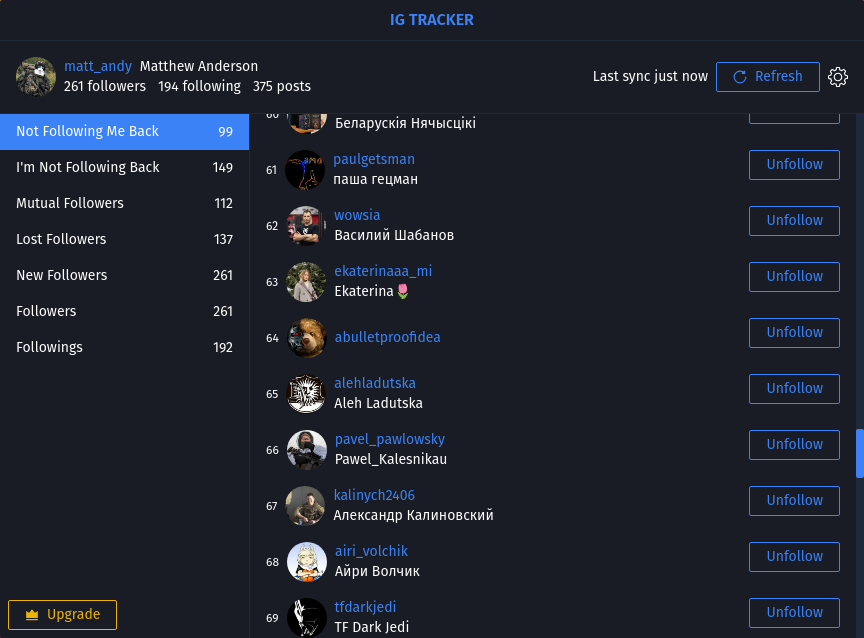 IG TRACKER
matt_andy Matthew Anderson
261 followers 194 following 375 posts
Last sync just now
Refresh
Not Following Me Back 99
I'm Not Following Back 149
Mutual Followers 112
Lost Followers 137
New Followers 261
Followers 261
Followings 192
Upgrade
60
Беларускія Нячысцікі
61
paulgetsman
паша гецман
Unfollow
62
wowsia
Василий Шабанов
Unfollow
63
ekaterinaaa_mi
Ekaterina🌷
Unfollow
64
abulletproofidea
Unfollow
65
alehladutska
Aleh Ladutska
Unfollow
66
pavel_pawlowsky
Pawel_Kalesnikau
Unfollow
67
kalinych2406
Александр Калиновский
Unfollow
68
airi_volchik
Айри Волчик
Unfollow
69
tfdarkjedi
TF Dark Jedi
Unfollow